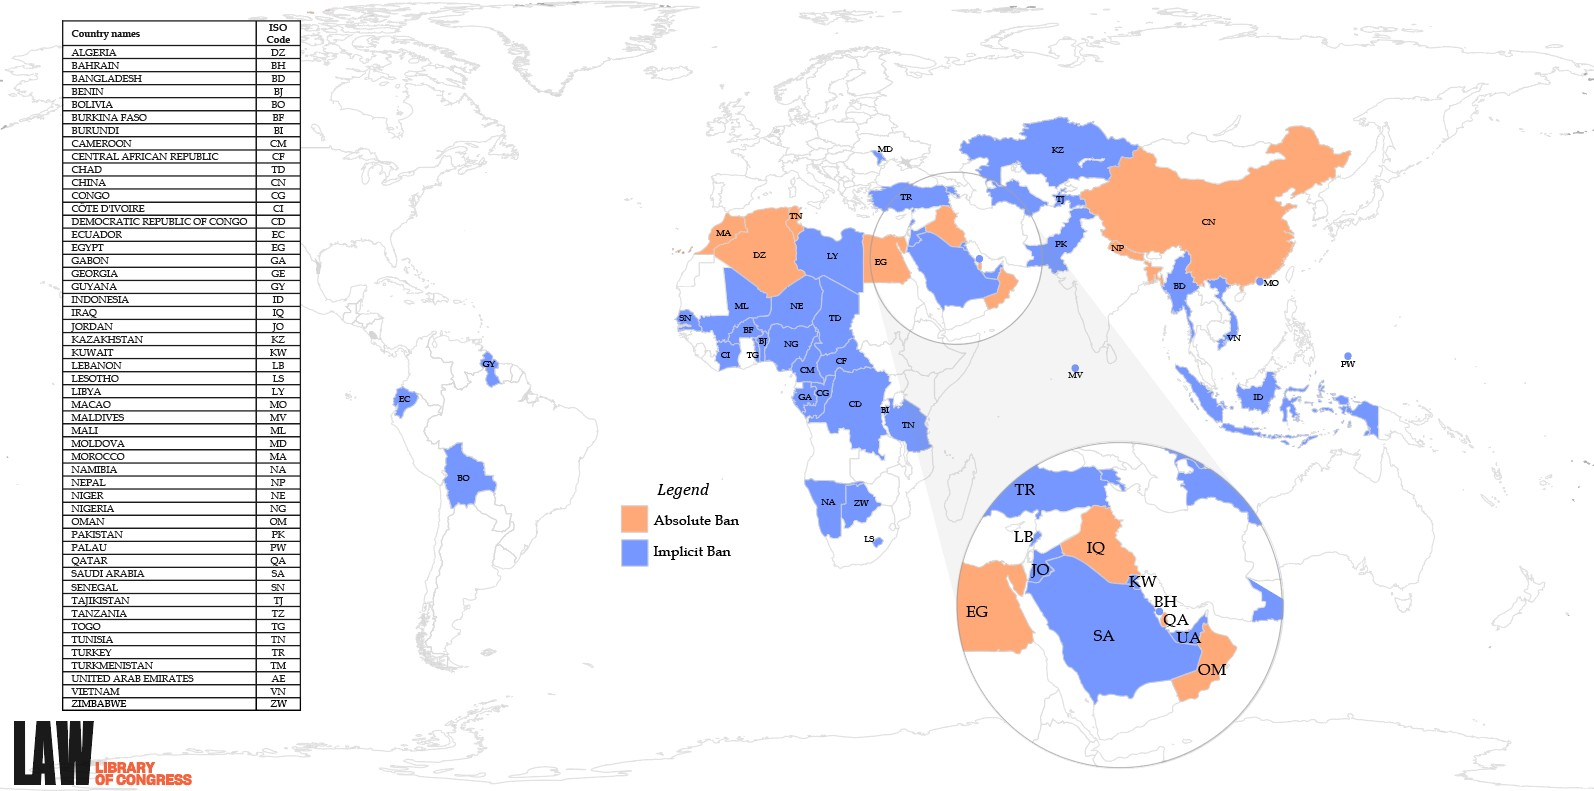 Country names ISO Code
ALGERIA DZ
BAHRAIN BH
BANGLADESH BD
BENIN BJ
BOLIVIA BO
BURKINA FASO BF
BURUNDI BI
CAMEROON CM
CENTRAL AFRICAN REPUBLIC CF
CHAD TD
CHINA CN
CONGO CG
CÔTE D'IVOIRE CI
DEMOCRATIC REPUBLIC OF CONGO CD
ECUADOR EC
EGYPT EG
GABON GA
GEORGIA GE
GUYANA GY
INDONESIA ID
IRAQ IQ
JORDAN JO
KAZAKHSTAN KZ
KUWAIT KW
LEBANON LB
LESOTHO LS
LIBYA LY
MACAO MO
MALDIVES MV
MALI ML
MOLDOVA MD
MOROCCO MA
NAMIBIA NA
NEPAL NP
NIGER NE
NIGERIA NG
OMAN OM
PAKISTAN PK
PALAU PW
QATAR QA
SAUDI ARABIA SA
SENEGAL SN
TAJIKISTAN TJ
TANZANIA TZ
TOGO TG
TUNISIA TN
TURKEY TR
TURKMENISTAN TM
UNITED ARAB EMIRATES AE
VIETNAM VN
ZIMBABWE ZW
MD
KZ
TR
TJ
TN
MA
CN
DZ
LY
EG
PK
NP
BD
MO
ML
NE
SN
TD
BF
BJ
NG
VN
CI
TG
CF
PW
GY
CM
MV
EC
GA
CG
CD
BI
ID
TN
BO
NA
ZW
LS
Legend
Absolute Ban
Implicit Ban
TR
LB
IQ
JO
KW
BH
EG
QA
SA
UA
OM
LAW
LIBRARY
OF CONGRESS